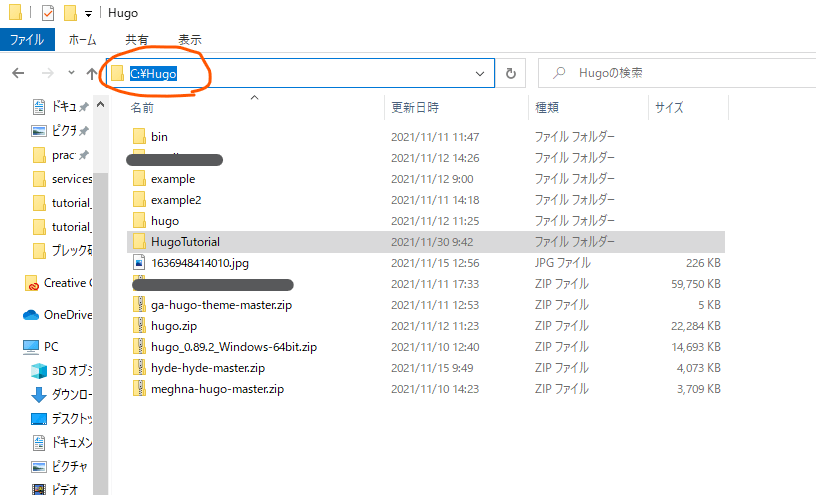 Hugo
ファイル ホーム 共有 表示
C:¥Hugo Hugoの検索
名前 更新日時 種類 サイズ
bin 2021/11/11 11:47 ファイル フォルダー
2021/11/12 14:26 ファイル フォルダー
example 2021/11/12 9:00 ファイル フォルダー
example2 2021/11/11 14:18 ファイル フォルダー
hugo 2021/11/12 11:25 ファイル フォルダー
HugoTutorial 2021/11/30 9:42 ファイル フォルダー
1636948414010.jpg 2021/11/15 12:56 JPG ファイル 226 KB
2021/11/11 17:33 ZIP ファイル 59,750 KB
ga-hugo-theme-master.zip 2021/11/11 12:53 ZIP ファイル 5 KB
hugo.zip 2021/11/12 11:23 ZIP ファイル 22,284 KB
hugo_0.89.2_Windows-64bit.zip 2021/11/10 12:40 ZIP ファイル 14,693 KB
hyde-hyde-master.zip 2021/11/15 9:49 ZIP ファイル 4,073 KB
meghna-hugo-master.zip 2021/11/10 14:23 ZIP ファイル 3,709 KB
ドキュ
ピクチ
prac
services
tutorial_
tutorial_
ブレック研
Creative C
OneDrive
PC
3D オブジ
ダウンロー
デスクトッ
ドキュメン
ピクチャ
ビデオ